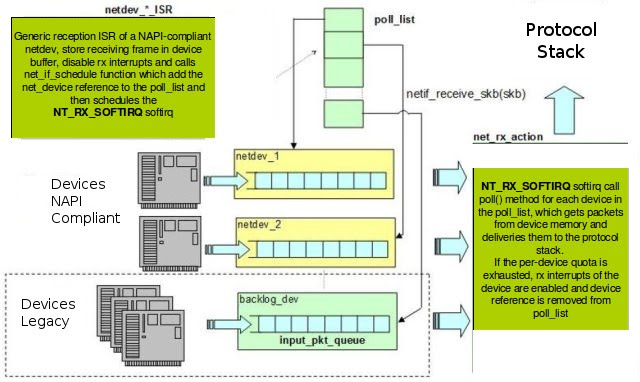 netdev_*_ISR
Generic reception ISR of a NAPI-compliant
netdev, store receiving frame in device
buffer, disable rx interrupts and calls
net_if_schedule function which add the
net_device reference to the poll_list and
then schedules the
NT_RX_SOFTIRQ softirq
poll_list
Protocol
Stack
netif_receive_skb(skb)
net_rx_action
Devices
NAPI
Compliant
netdev_1
netdev_2
NT_RX_SOFTIRQ softirq call
poll() method for each device in
the poll_list, which gets packets
from device memory and
deliveries them to the protocol
stack.
If the per-device quota is
exhausted, rx interrupts of the
device are enabled and device
reference is removed from
poll_list
Devices
Legacy
backlog_dev
input_pkt_queue